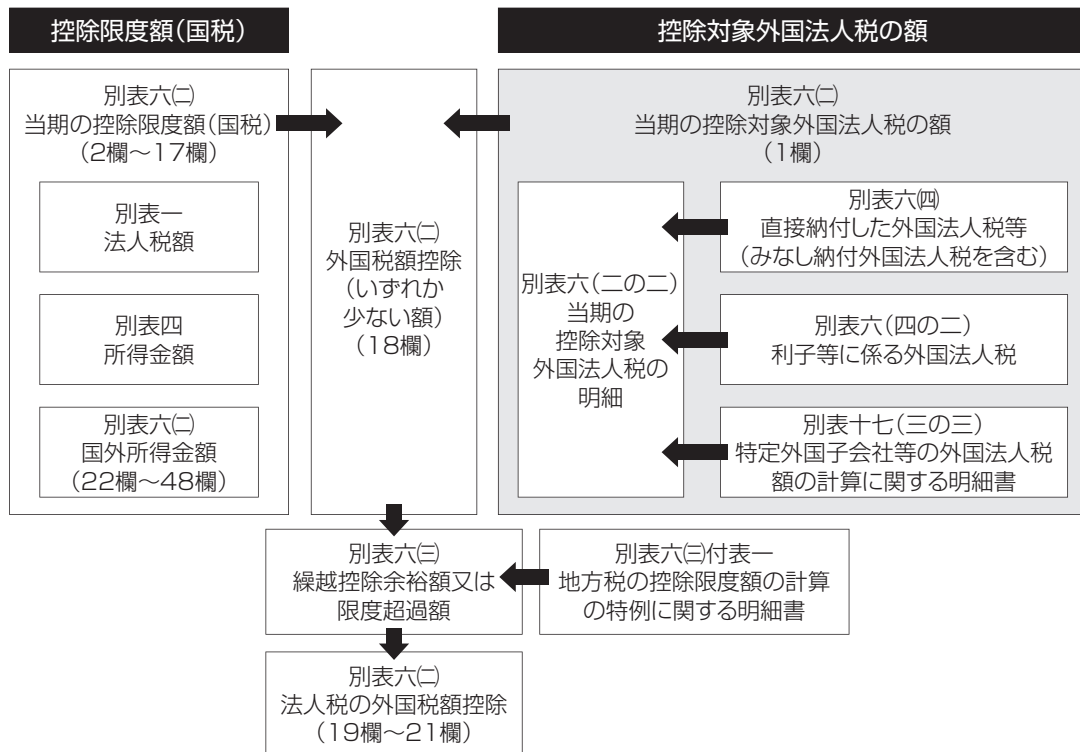 控除限度額(国税)
控除対象外国法人税の額
別表六㈡
当期の控除限度額(国税)
(2欄～17欄)
別表一
法人税額
別表四
所得金額
別表六㈡
国外所得金額
(22欄～48欄)
別表六㈡
外国税額控除
(いずれか
少ない額)
(18欄)
別表六㈡
当期の控除対象外国法人税の額
(1欄)
別表六(二の二)
当期の
控除対象
外国法人税の
明細
別表六㈣
直接納付した外国法人税等
(みなし納付外国法人税を含む)
別表六(四の二)
利子等に係る外国法人税
別表十七(三の三)
特定外国子会社等の外国法人税
額の計算に関する明細書
別表六㈢
繰越控除余裕額又は
限度超過額
別表六㈢付表一
地方税の控除限度額の計算
の特例に関する明細書
別表六㈡
法人税の外国税額控除
(19欄～21欄)